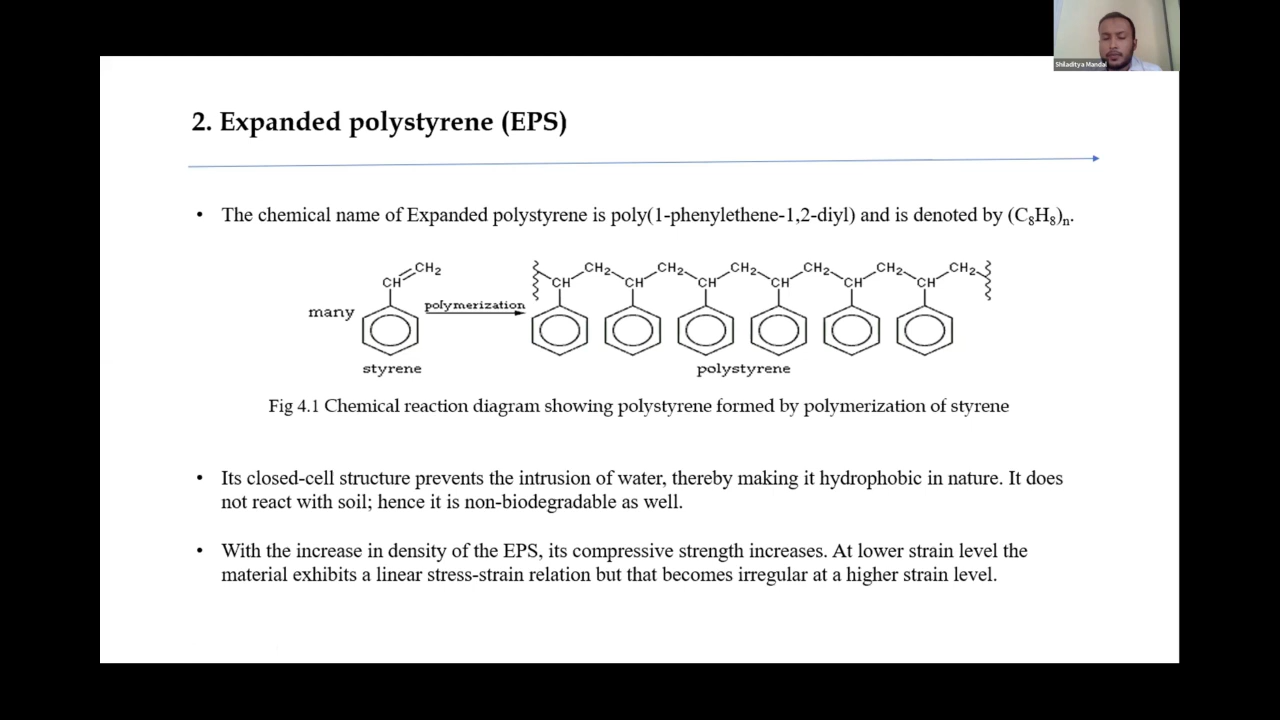 Shiladitya Mandal
2. Expanded polystyrene (EPS)
• The chemical name of Expanded polystyrene is poly(1-phenylethene-1,2-diyl) and is denoted by (C₈H₈)ₙ.
CH₂ CH₂ CH₂ CH₂ CH₂ CH₂ CH₂
CH CH CH CH CH CH CH
many polymerization
styrene polystyrene
Fig 4.1 Chemical reaction diagram showing polystyrene formed by polymerization of styrene
• Its closed-cell structure prevents the intrusion of water, thereby making it hydrophobic in nature. It does
not react with soil; hence it is non-biodegradable as well.
• With the increase in density of the EPS, its compressive strength increases. At lower strain level the
material exhibits a linear stress-strain relation but that becomes irregular at a higher strain level.